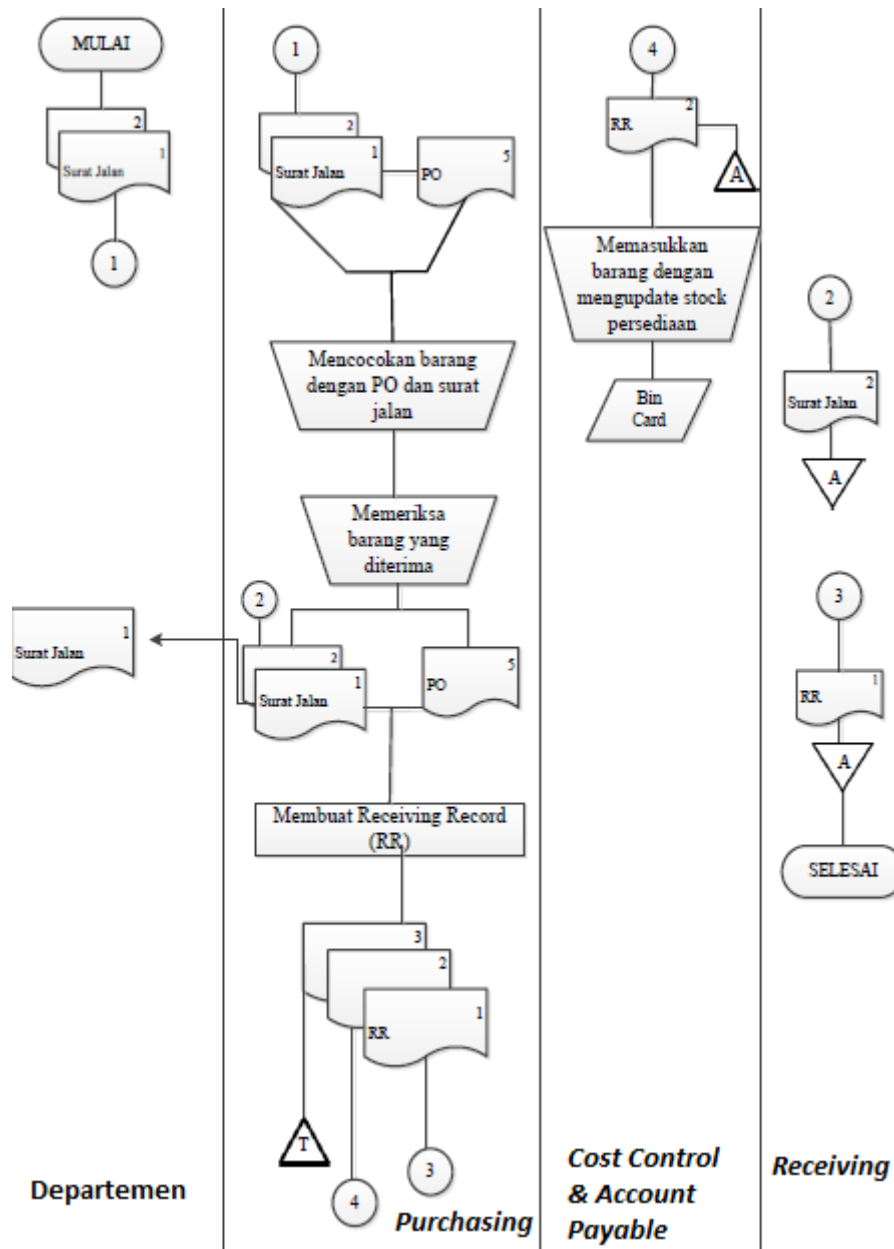 MULAI
2
1
Surat Jalan
1
Surat Jalan
1
Departemen
1
2
1
Surat Jalan
5
PO
Mencocokan barang
dengan PO dan surat
jalan
Memeriksa
barang yang
diterima
2
2
1
Surat Jalan
5
PO
Membuat Receiving Record
(RR)
3
2
1
RR
T
4
3
Purchasing
4
2
RR
A
Memasukkan
barang dengan
mengupdate stock
persediaan
Bin
Card
Cost Control
& Account
Payable
2
2
Surat Jalan
A
3
1
RR
A
SELESAI
Receiving